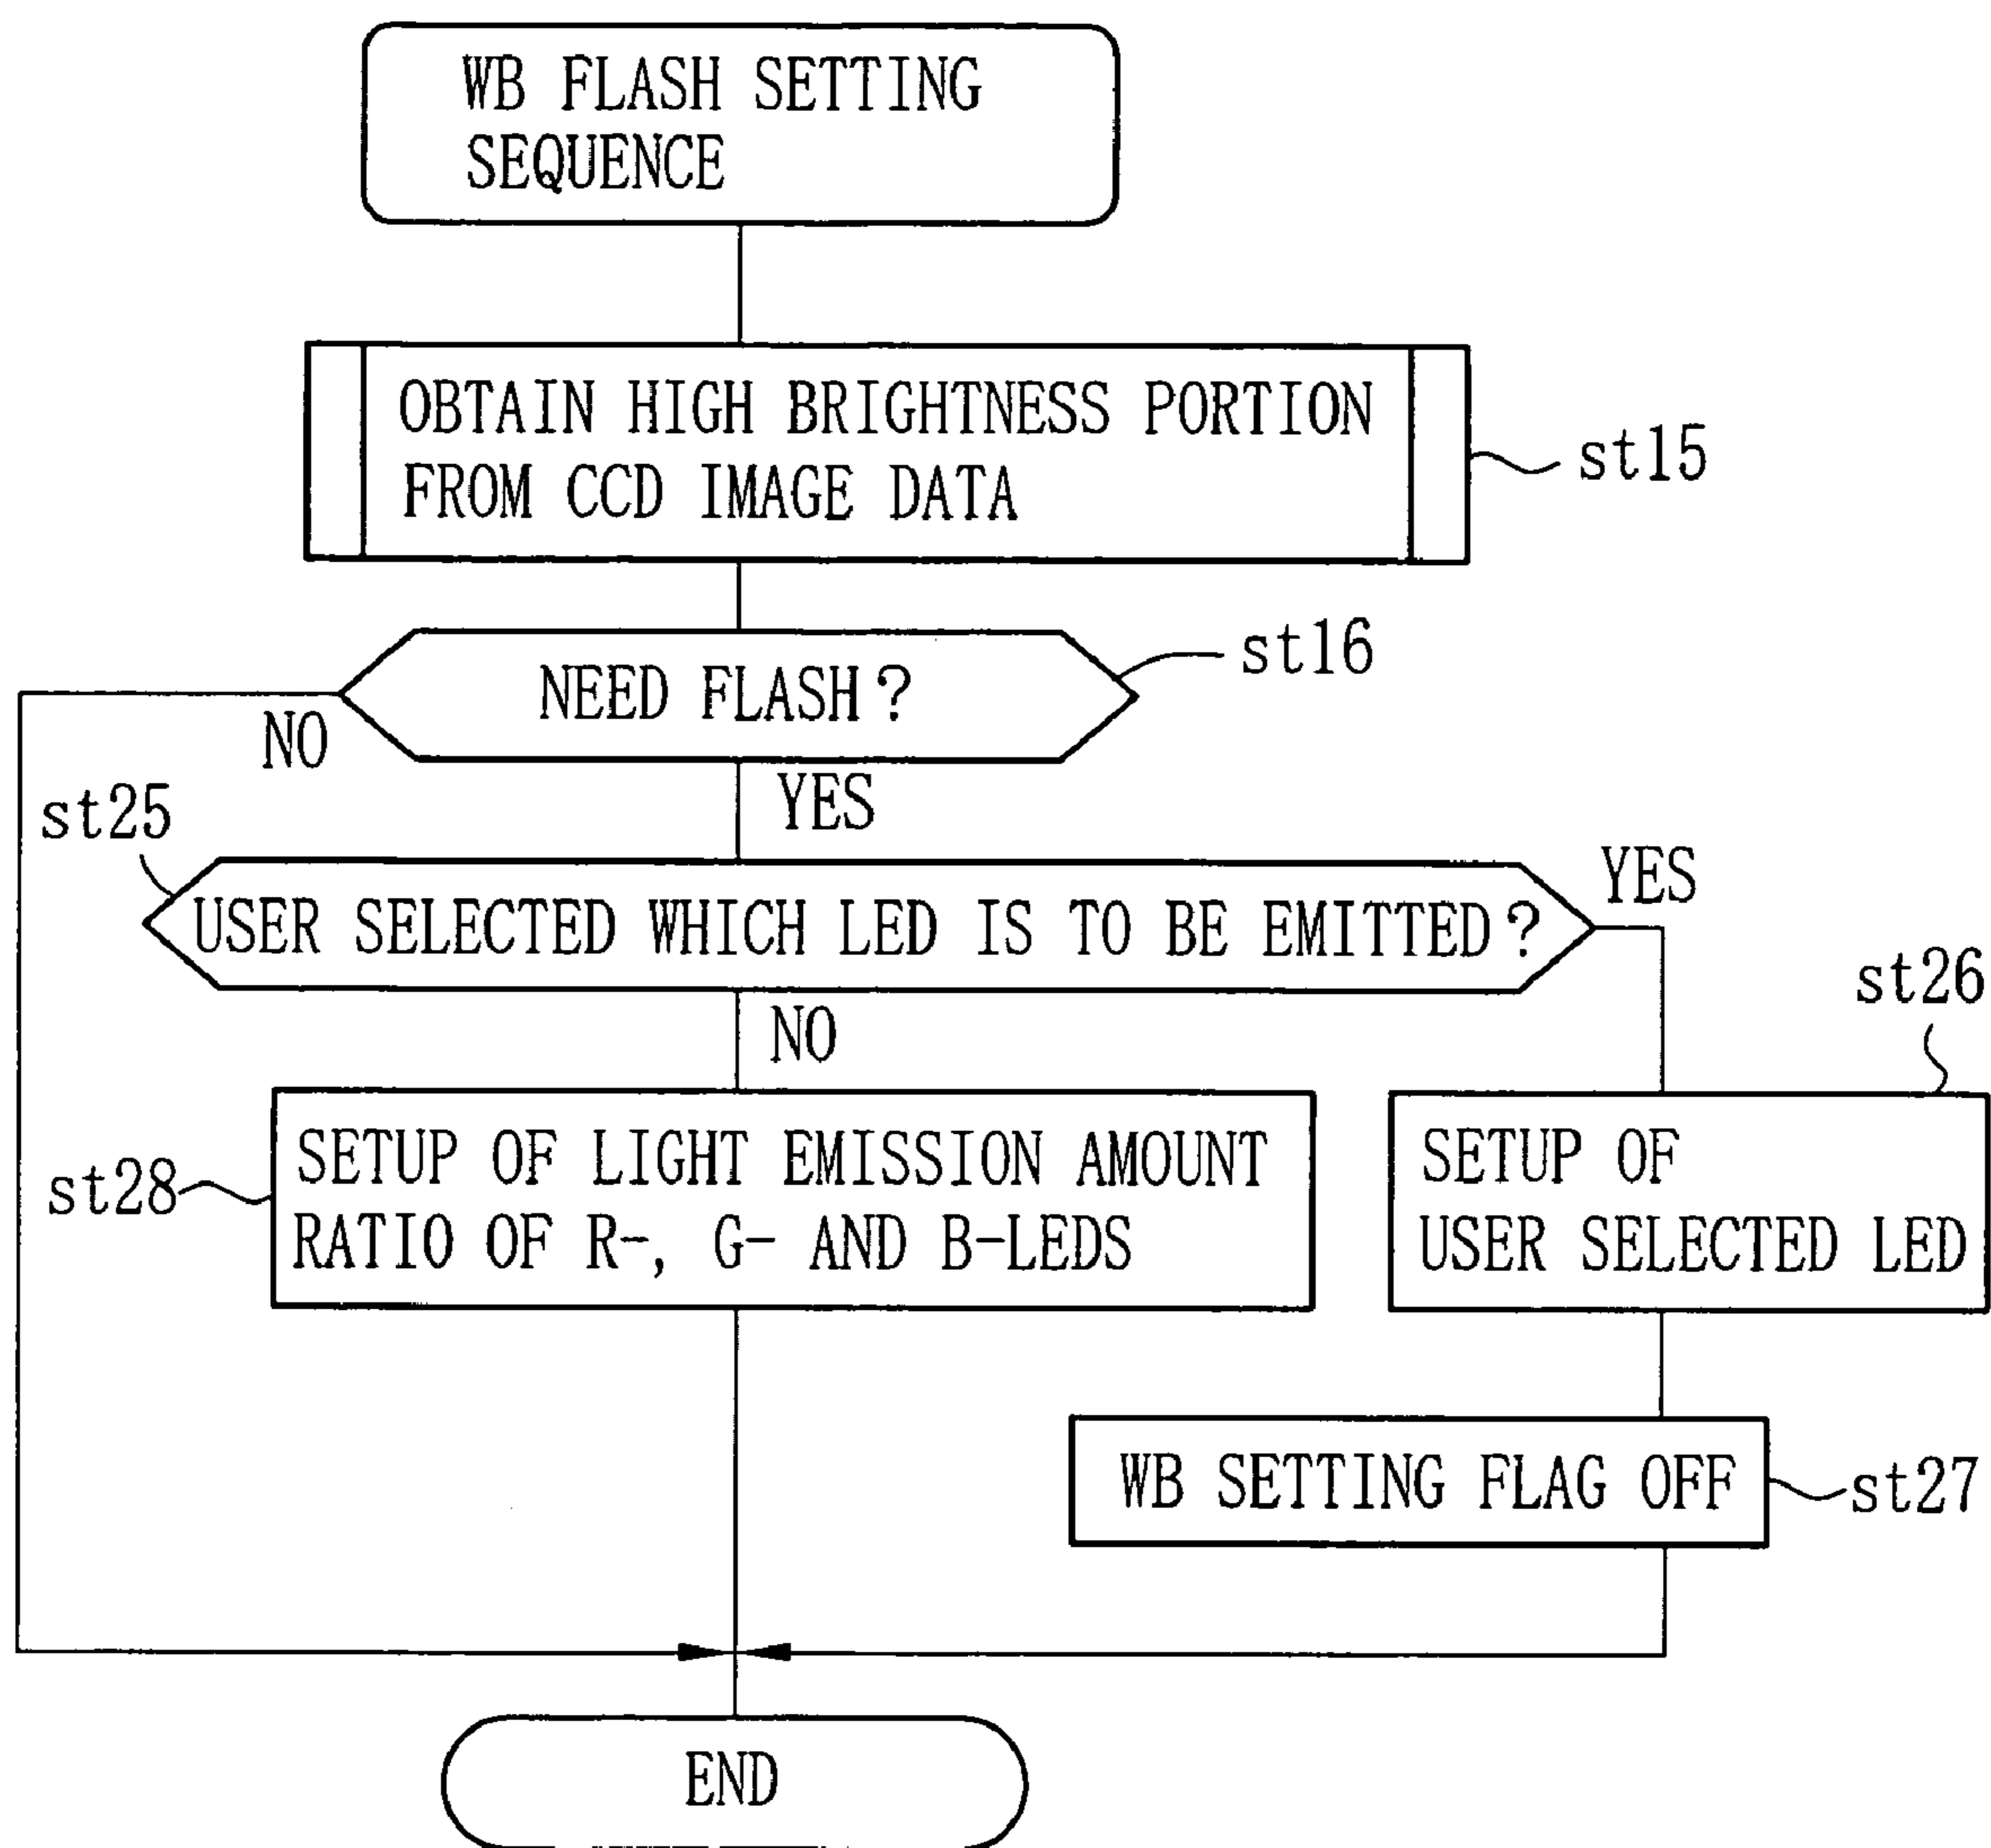 WB FLASH SETTING
SEQUENCE
OBTAIN HIGH BRIGHTNESS PORTION
FROM CCD IMAGE DATA
st15
NEED FLASH?
st16
NO
YES
st25
USER SELECTED WHICH LED IS TO BE EMITTED?
YES
NO
st26
SETUP OF LIGHT EMISSION AMOUNT
RATIO OF R-, G- AND B-LEDS
st28
SETUP OF
USER SELECTED LED
WB SETTING FLAG OFF
st27
END